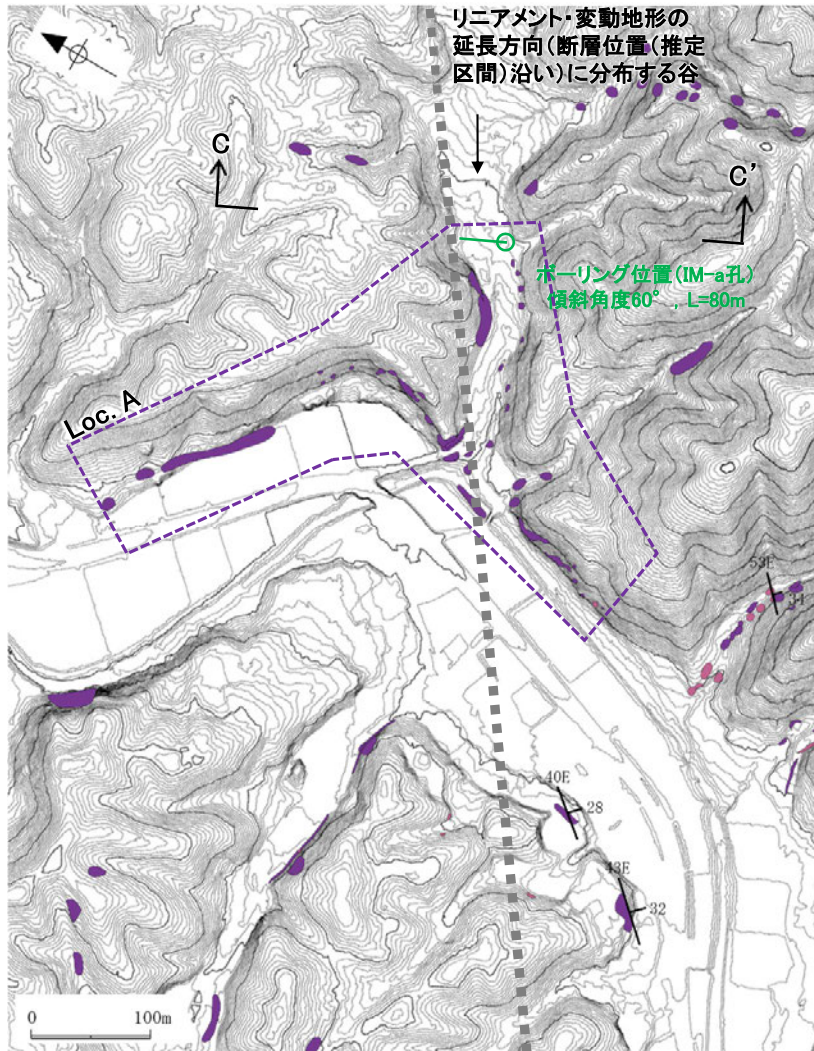 リニアメント・変動地形の
延長方向(断層位置(推定
区間)沿い)に分布する谷
C
C'
ボーリング位置(IM-a孔)
傾斜角度60°, L=80m
Loc. A
53E
34
40E
28
43E
32
0 100m